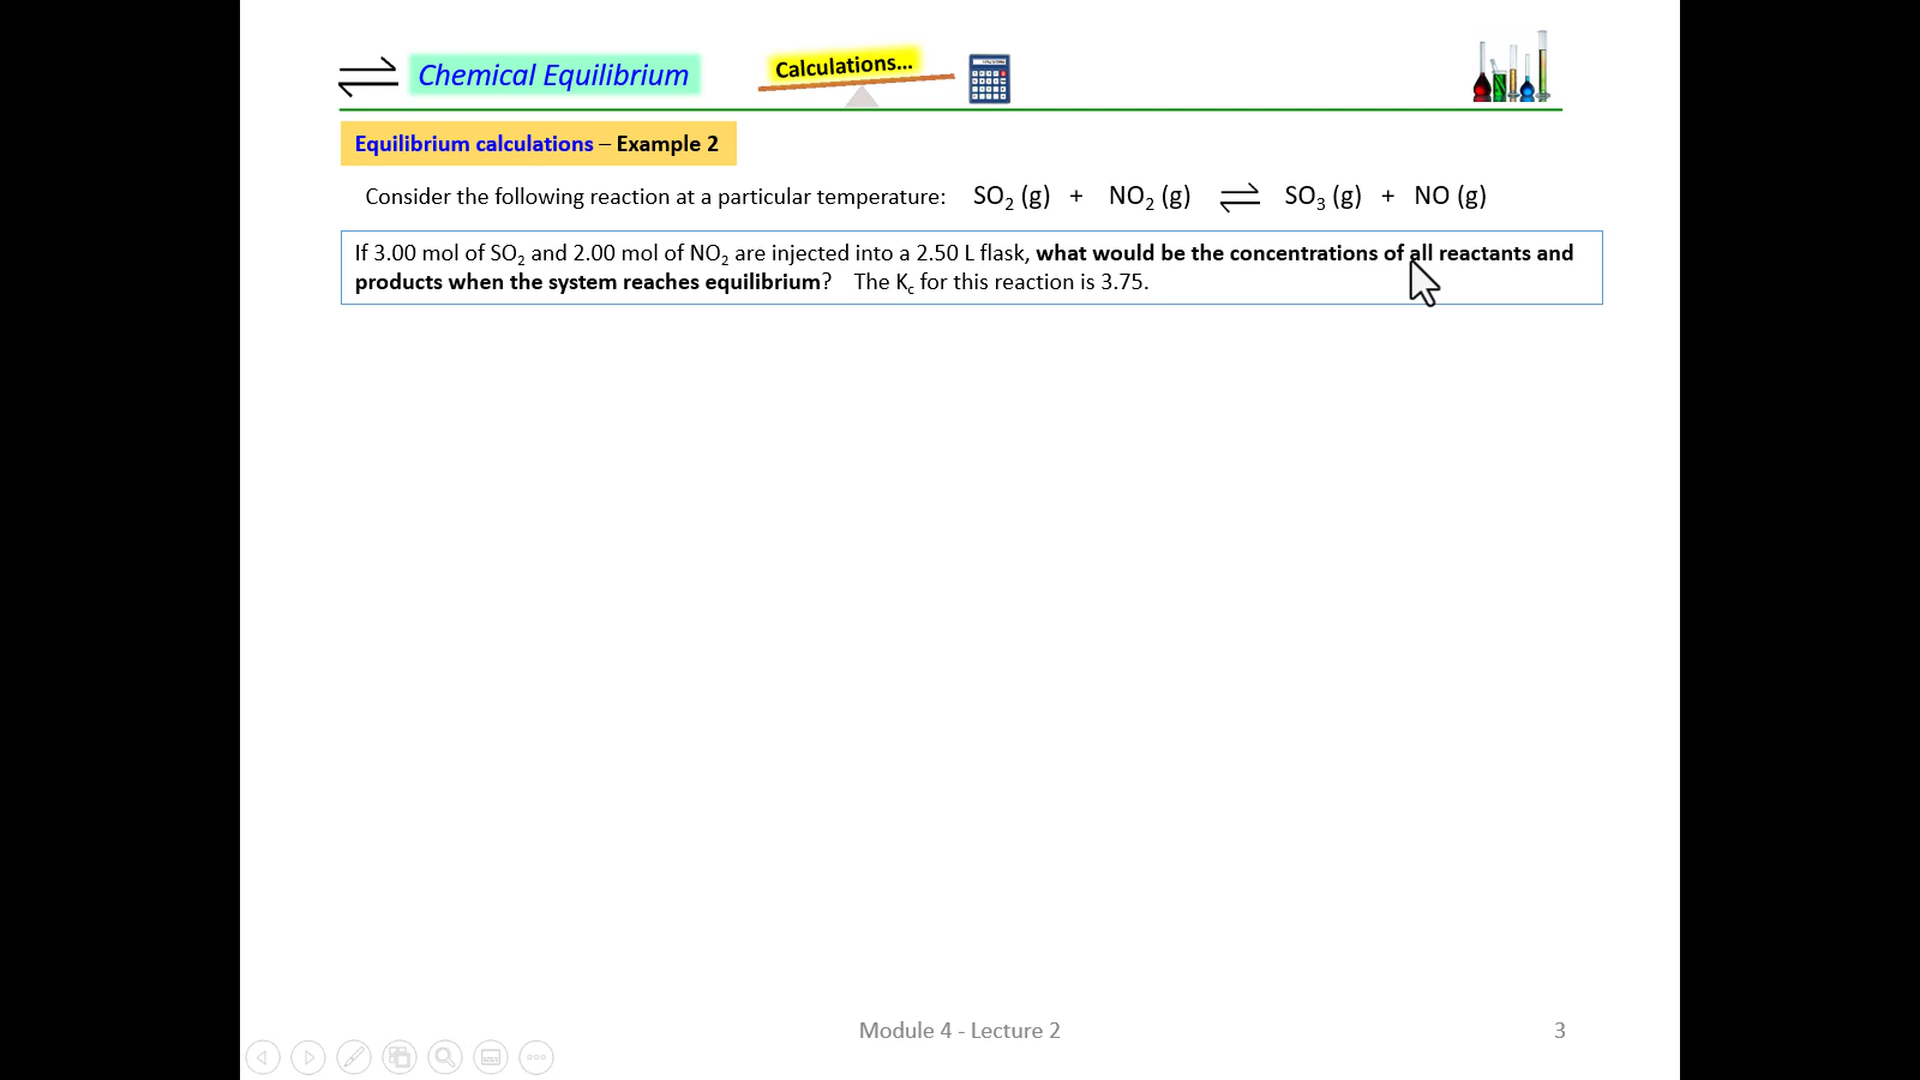 Chemical Equilibrium
Calculations...
Equilibrium calculations – Example 2
Consider the following reaction at a particular temperature: SO₂ (g) + NO₂ (g) ⇌ SO₃ (g) + NO (g)
If 3.00 mol of SO₂ and 2.00 mol of NO₂ are injected into a 2.50 L flask, what would be the concentrations of all reactants and
products when the system reaches equilibrium? The K꜀ for this reaction is 3.75.
Module 4 - Lecture 2
3